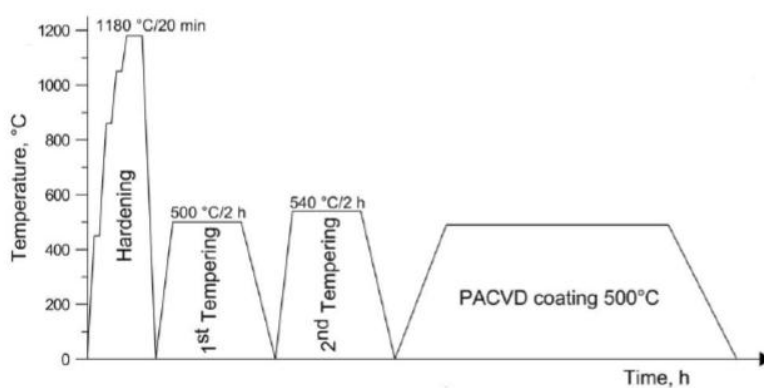 1180 °C/20 min
1200
1000
800
600
400
200
0
Temperature, °C
Hardening
500 °C/2 h
1st Tempering
540 °C/2 h
2nd Tempering
PACVD coating 500°C
Time, h